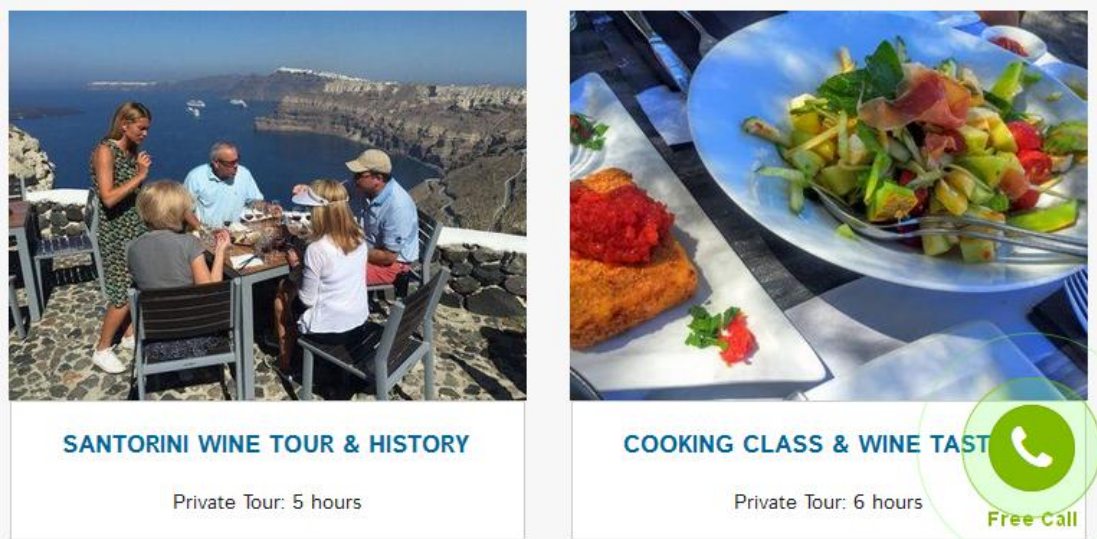 SANTORINI WINE TOUR & HISTORY
Private Tour: 5 hours
COOKING CLASS & WINE TAST
Private Tour: 6 hours
Free Call